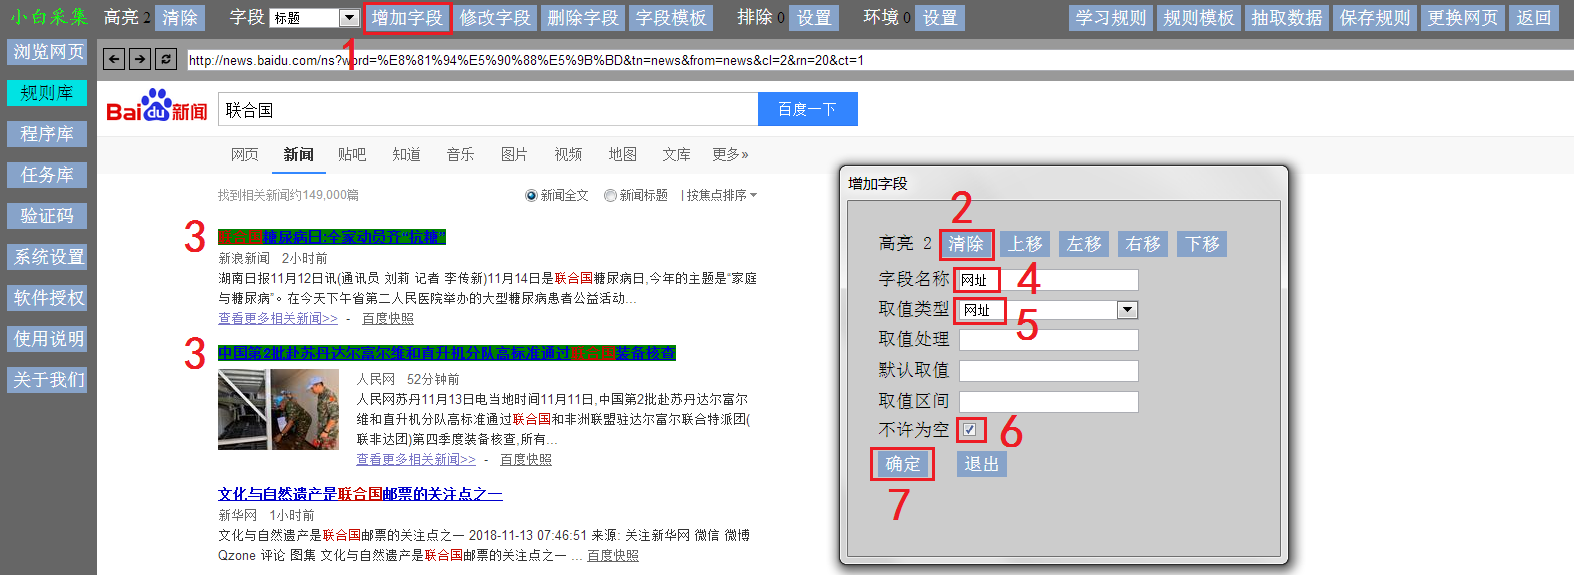 小白采集 高亮 2 清除 字段 标题 增加字段 修改字段 删除字段 字段模板 排除 0 设置 环境 0 设置 学习规则 规则模板 抽取数据 保存规则 更换网页 返回
1
浏览网页
规则库
程序库
任务库
验证码
系统设置
软件授权
使用说明
关于我们
http://news.baidu.com/ns?word=%E8%81%94%E5%90%88%E5%9B%BD&tn=news&from=news&cl=2&rn=20&ct=1
Bai du 新闻 联合国 百度一下
网页 新闻 贴吧 知道 音乐 图片 视频 地图 文库 更多»
找到相关新闻约149,000篇 新闻全文 新闻标题 | 按焦点排序
3 联合国糖尿病日:全家动员齐“抗糖”
新浪新闻 2小时前
湖南日报11月12日讯(通讯员 刘莉 记者 李传新)11月14日是联合国糖尿病日,今年的主题是“家庭
与糖尿病”。在今天下午省第二人民医院举办的大型糖尿病患者公益活动...
查看更多相关新闻>> - 百度快照
3 中国第2批赴苏丹达尔富尔维和直升机分队高标准通过联合国装备核查
人民网 52分钟前
人民网苏丹11月13日电当地时间11月11日,中国第2批赴苏丹达尔富尔
维和直升机分队高标准通过联合国和非洲联盟驻达尔富尔联合特派团(
联非达团)第四季度装备核查,所有...
查看更多相关新闻>> - 百度快照
文化与自然遗产是联合国邮票的关注点之一
新华网 1小时前
文化与自然遗产是联合国邮票的关注点之一 2018-11-13 07:46:51 来源: 关注新华网 微信 微博
Qzone 评论 图集 文化与自然遗产是联合国邮票的关注点之一 ... 百度快照
增加字段
2
高亮 2 清除 上移 左移 右移 下移
字段名称 网址 4
取值类型 网址 5
取值处理
默认取值
取值区间
不许为空 6
确定 退出
7